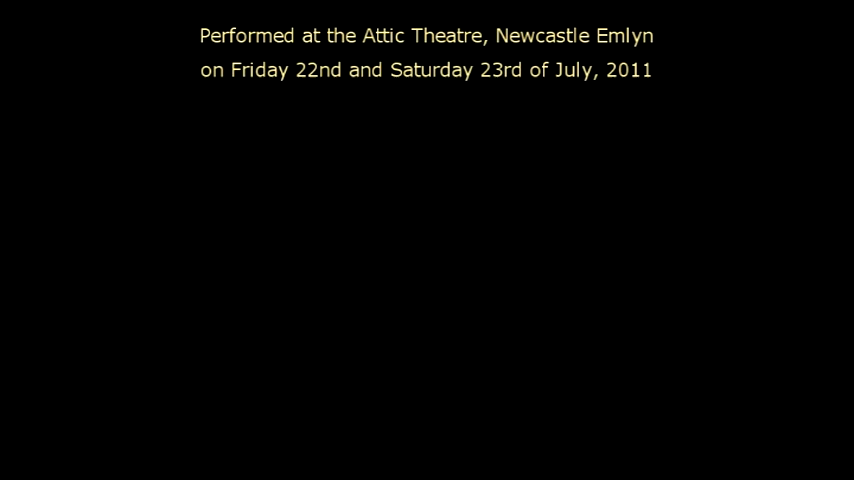 Performed at the Attic Theatre, Newcastle Emlyn
on Friday 22nd and Saturday 23rd of July, 2011